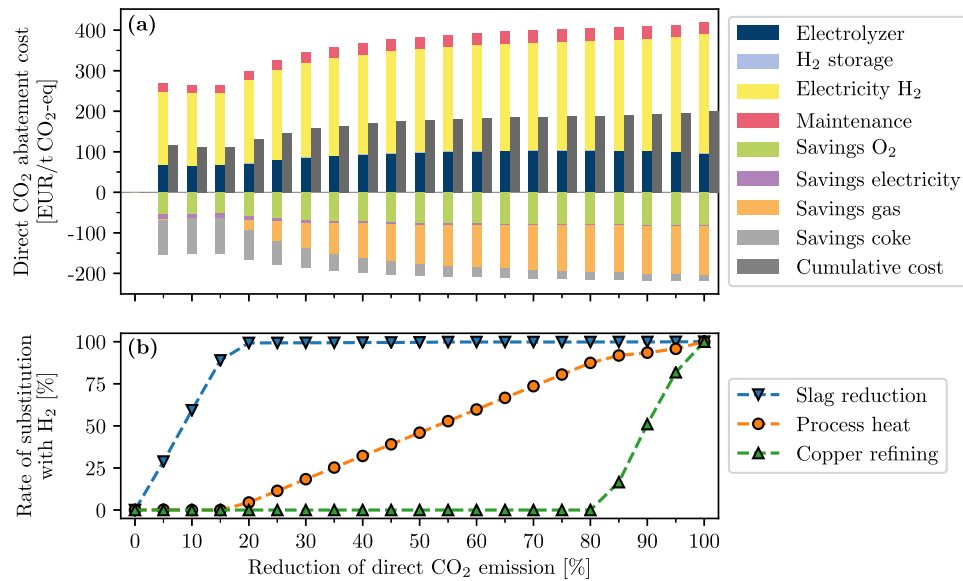 (a)
Direct CO₂ abatement cost
[EUR/t CO₂-eq]
400
300
200
100
0
-100
-200
Electrolyzer
H₂ storage
Electricity H₂
Maintenance
Savings O₂
Savings electricity
Savings gas
Savings coke
Cumulative cost
(b)
Rate of substitution
with H₂ [%]
100
75
50
25
0
Slag reduction
Process heat
Copper refining
0 10 20 30 40 50 60 70 80 90 100
Reduction of direct CO₂ emission [%]